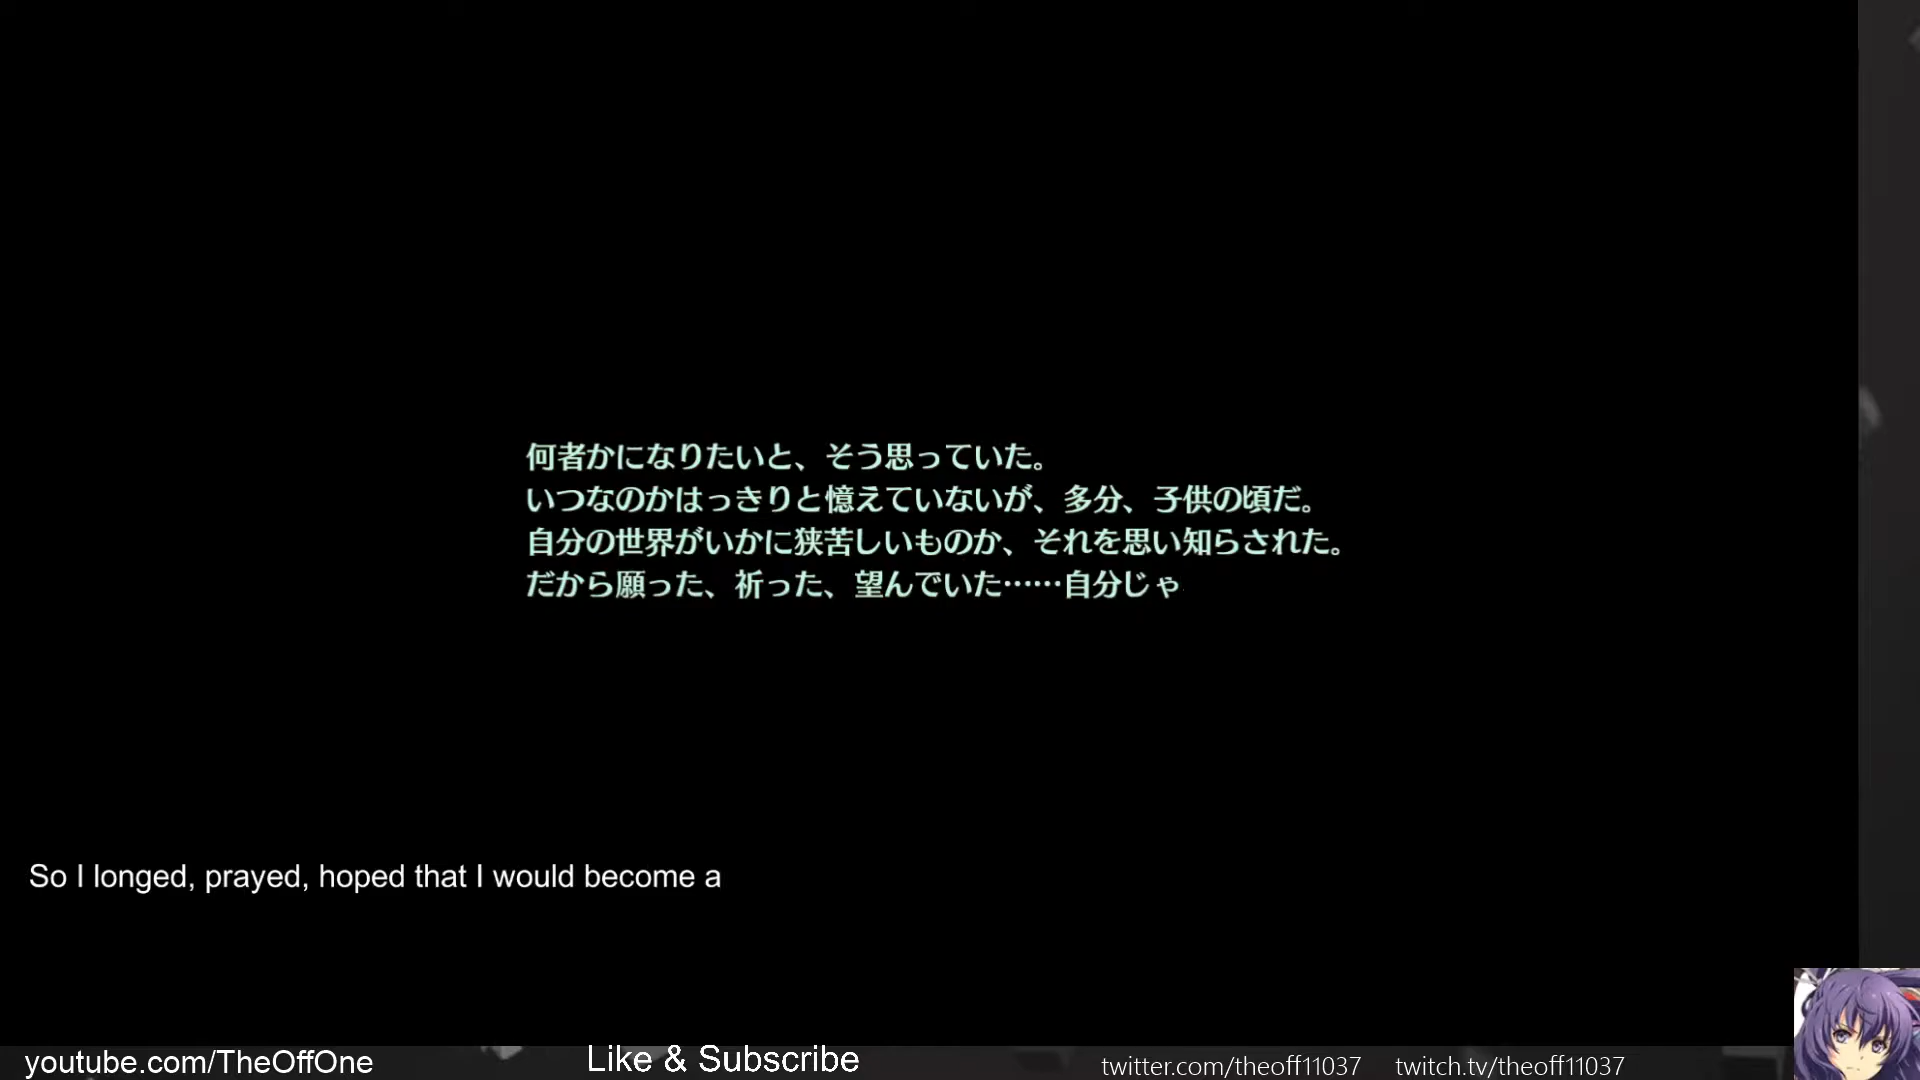 何者かになりたいと、そう思っていた。
いつなのかはっきりと憶えていないが、多分、子供の頃だ。
自分の世界がいかに狭苦しいものか、それを思い知らされた。
だから願った、祈った、望んでいた……自分じゃ
So I longed, prayed, hoped that I would become a
youtube.com/TheOffOne
Like & Subscribe
twitter.com/theoff11037
twitch.tv/theoff11037